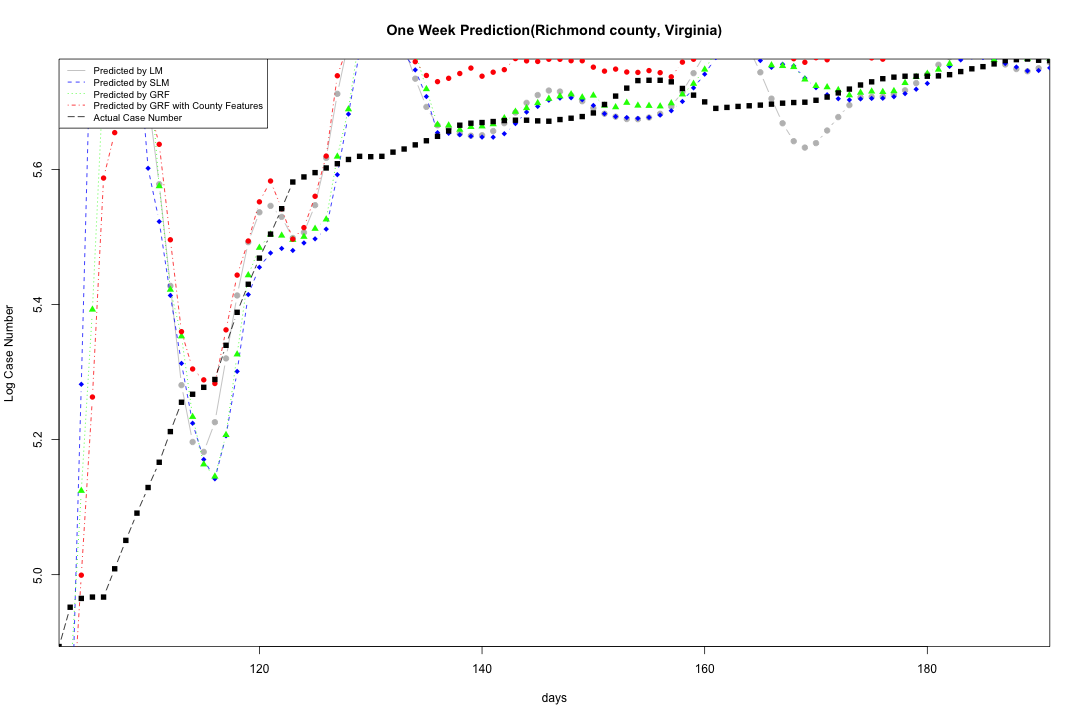 One Week Prediction(Richmond county, Virginia)
Predicted by LM
Predicted by SLM
Predicted by GRF
Predicted by GRF with County Features
Actual Case Number
5.6
5.4
5.2
5.0
Log Case Number
120
140
160
180
days